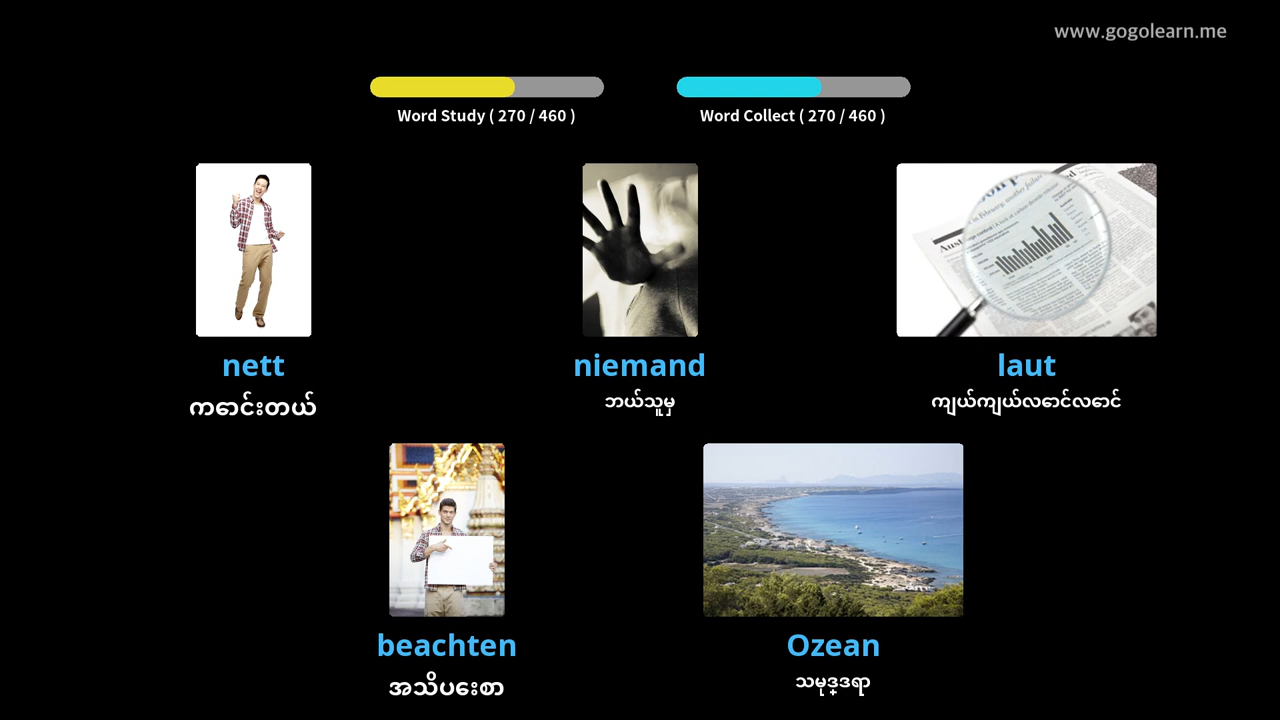 www.gogolearn.me
Word Study ( 270 / 460 )
Word Collect ( 270 / 460 )
nett
niemand
laut
ကောင်းတယ်
ဘယ်သူမှ
ကျယ်ကျယ်လောင်လောင်
beachten
Ozean
အသိပေးစာ
သမုဒ္ဒရာ